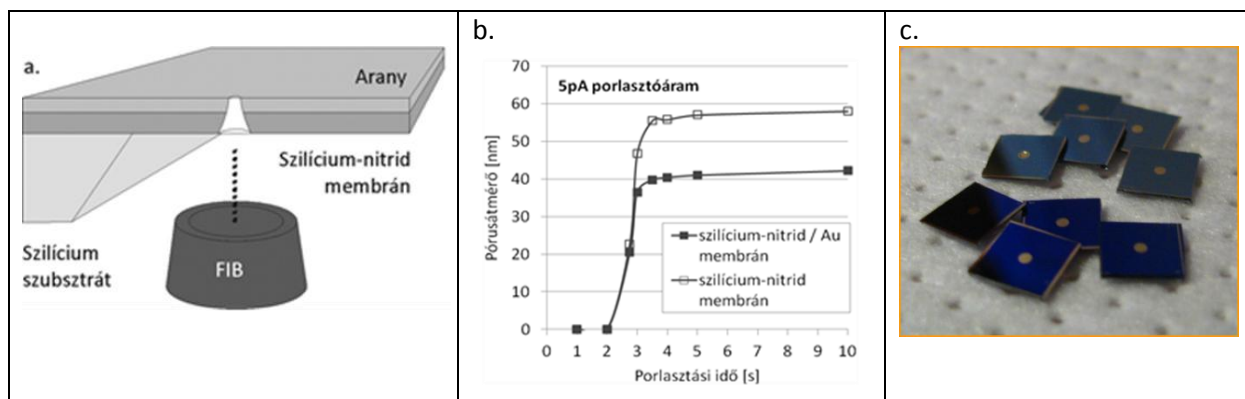 a.
Arany
Szilícium-nitrid
membrán
Szilícium
szubsztrát
FIB
b.
5pA porlasztóáram
Pórusátmérő [nm]
70
60
50
40
30
20
10
0
szilícium-nitrid / Au
membrán
szilícium-nitrid
membrán
0 1 2 3 4 5 6 7 8 9 10
Porlasztási idő [s]
c.